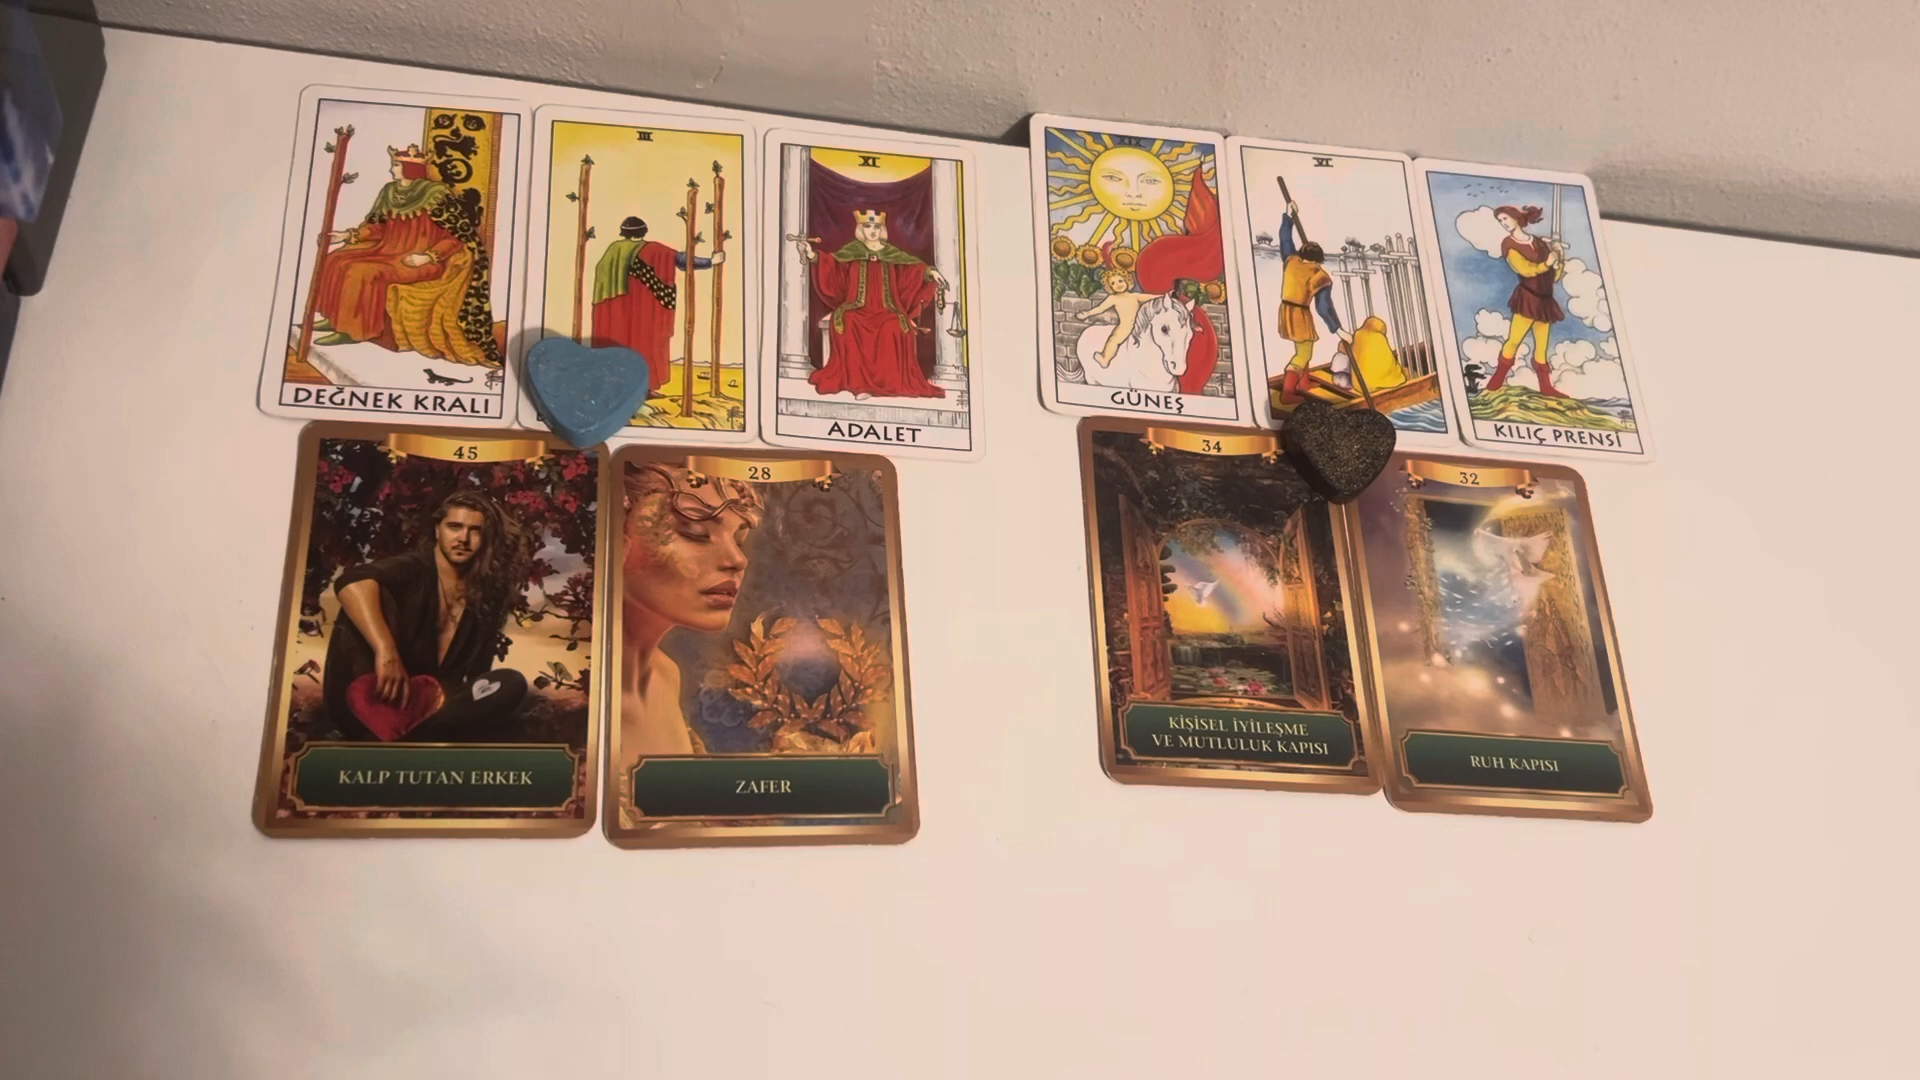 DEĞNEK KRALI
III
XI
ADALET
XIX
GÜNEŞ
VI
KILIÇ PRENSİ
45
KALP TUTAN ERKEK
28
ZAFER
34
KİŞİSEL İYİLEŞME
VE MUTLULUK KAPISI
32
RUH KAPISI